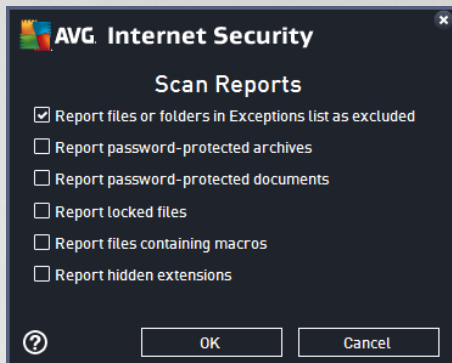 AVG Internet Security
Scan Reports
Report files or folders in Exceptions list as excluded
Report password-protected archives
Report password-protected documents
Report locked files
Report files containing macros
Report hidden extensions
? OK Cancel